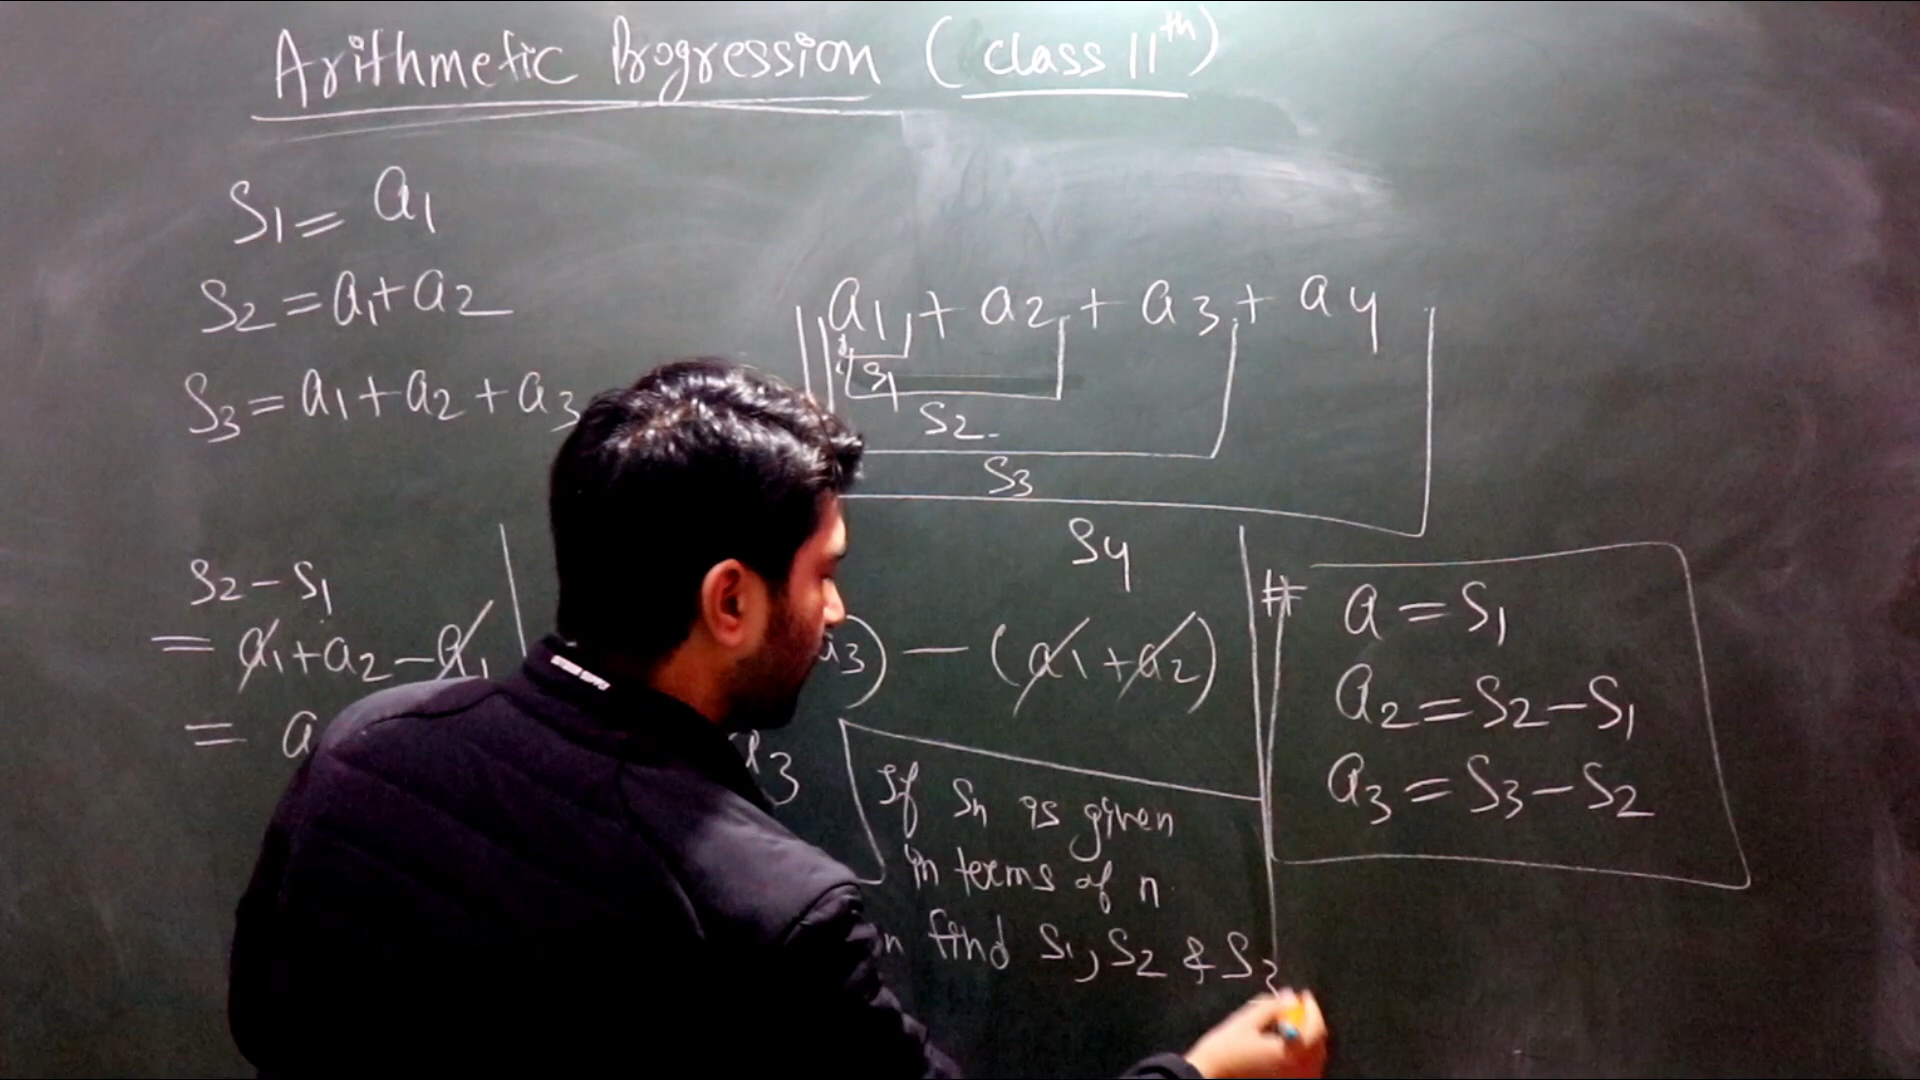 Arithmetic Progression (class 11th)
S1 = a1
S2 = a1+a2
S3 = a1+a2+a3
a1 + a2 + a3 + a4
S1
S2
S3
S4
S2-S1
= a1+a2-a1
= a
a3) - (a1+a2)
a3
If Sn is given
in terms of n
n find S1, S2 & S3
# a = S1
a2 = S2-S1
a3 = S3-S2